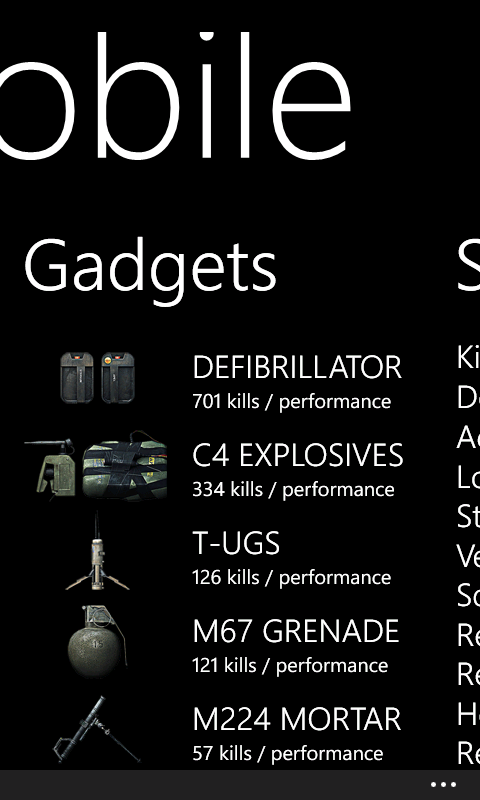 obile
Gadgets
DEFIBRILLATOR
701 kills / performance
C4 EXPLOSIVES
334 kills / performance
T-UGS
126 kills / performance
M67 GRENADE
121 kills / performance
M224 MORTAR
57 kills / performance
S
Ki
De
Ac
Lo
St
Ve
Sc
Re
Re
He
Re